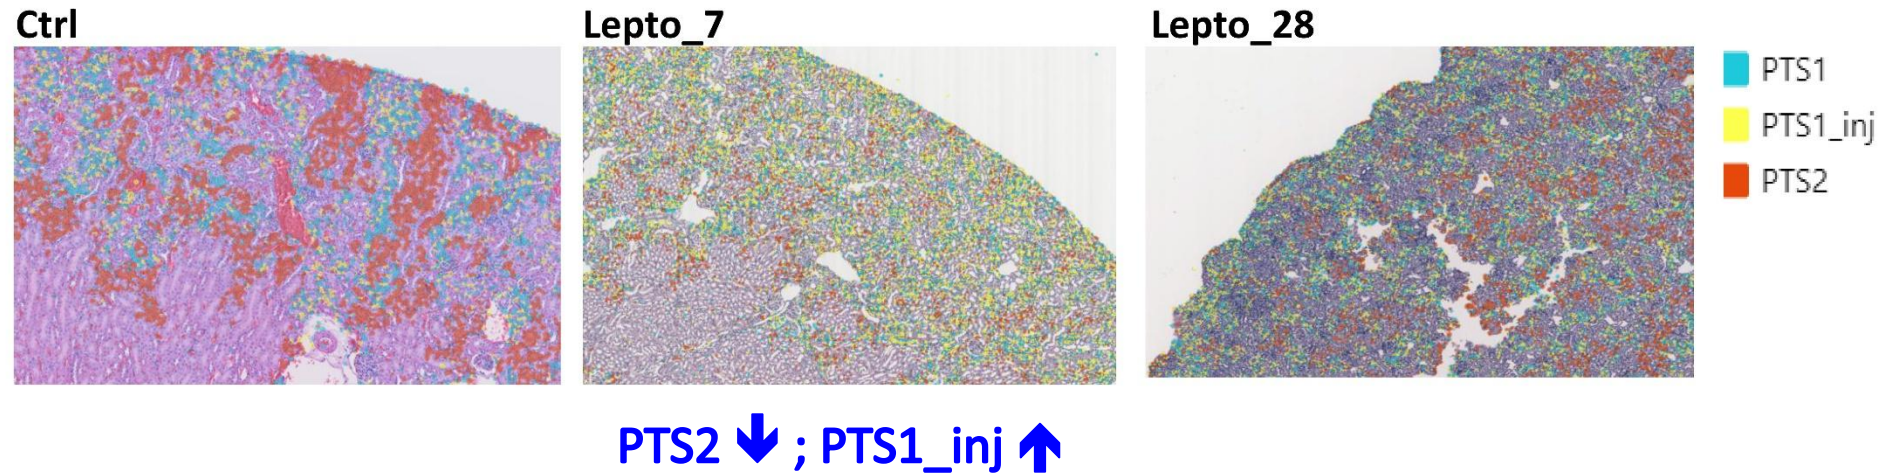 Ctrl
Lepto_7
Lepto_28
PTS1
PTS1_inj
PTS2
PTS2 ↓ ; PTS1_inj ↑